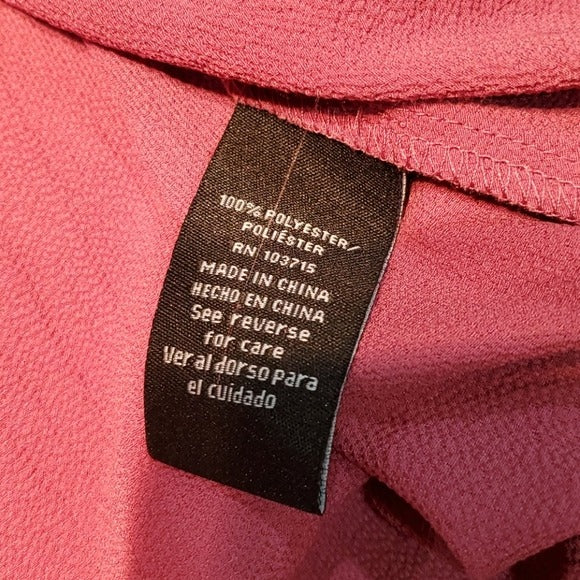 100% POLYESTER/
POLIÉSTER
RN 103715
MADE IN CHINA
HECHO EN CHINA
See reverse
for care
Ver al dorso para
el cuidado